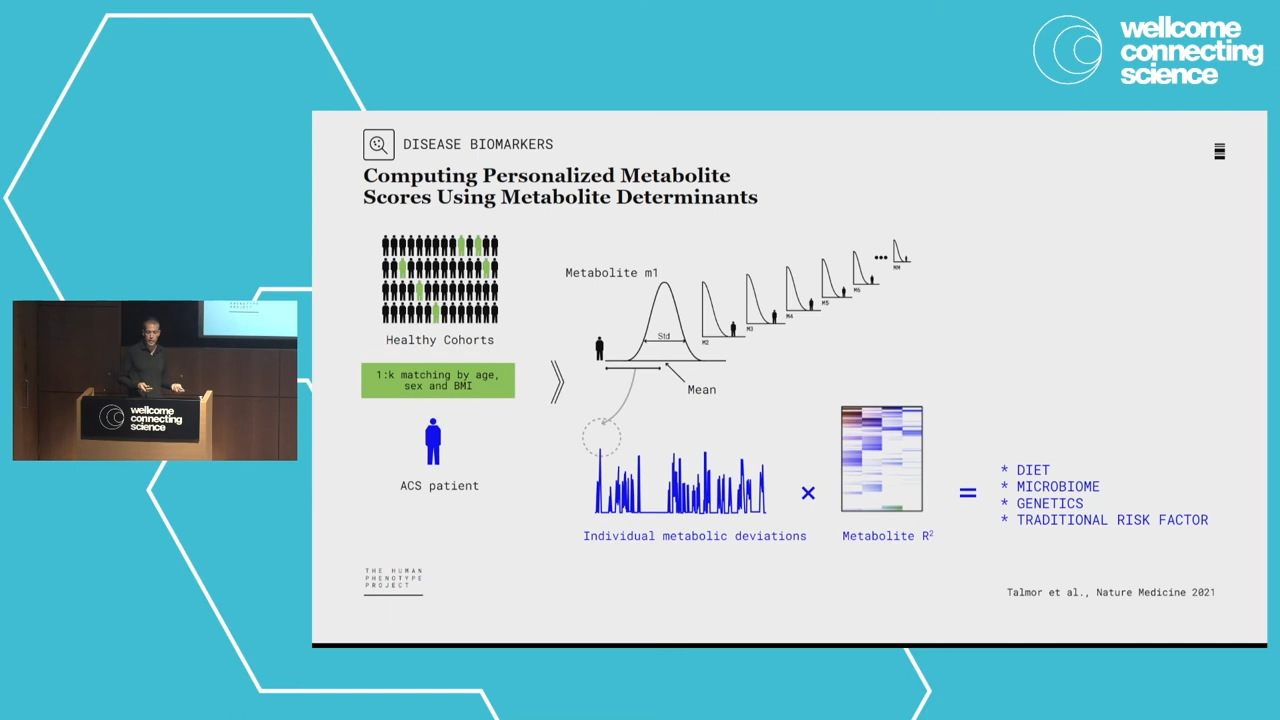 wellcome
connecting
science
DISEASE BIOMARKERS
Computing Personalized Metabolite
Scores Using Metabolite Determinants
Healthy Cohorts
1:k matching by age,
sex and BMI
ACS patient
Metabolite m1
Std
Mean
M2
M3
M4
M5
M6
MM
Individual metabolic deviations
×
Metabolite R²
=
* DIET
* MICROBIOME
* GENETICS
* TRADITIONAL RISK FACTOR
THE HUMAN
PHENOTYPE
PROJECT
Talmor et al., Nature Medicine 2021
wellcome
connecting
science